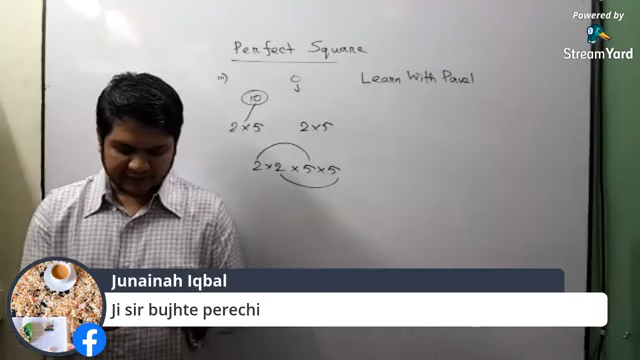 Powered by
StreamYard
Perfect Square
Learn With Pavel
10
2 × 5 2 × 5
2 × 2 × 5 × 5
Junainah Iqbal
Ji sir bujhte perechi